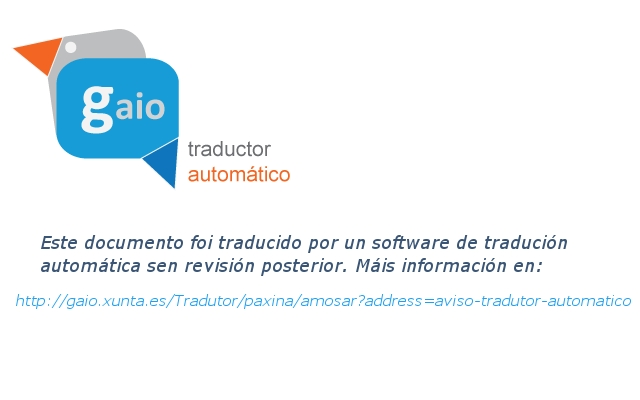 gaio
traductor
automático
Este documento foi traducido por un software de tradución
automática sen revisión posterior. Máis información en:
http://gaio.xunta.es/Tradutor/paxina/amosar?address=aviso-tradutor-automatico